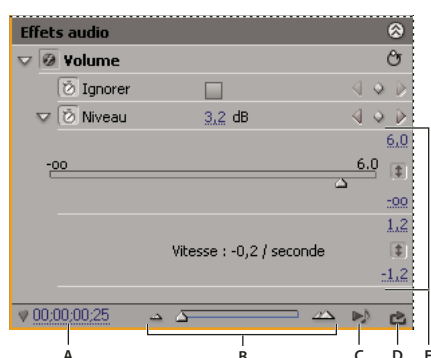 Effets audio
Volume
Ignorer
Niveau 3,2 dB
6,0
-oo 6.0
-oo
1,2
Vitesse : -0,2 / seconde
-1,2
00;00;00;25
A B C D E